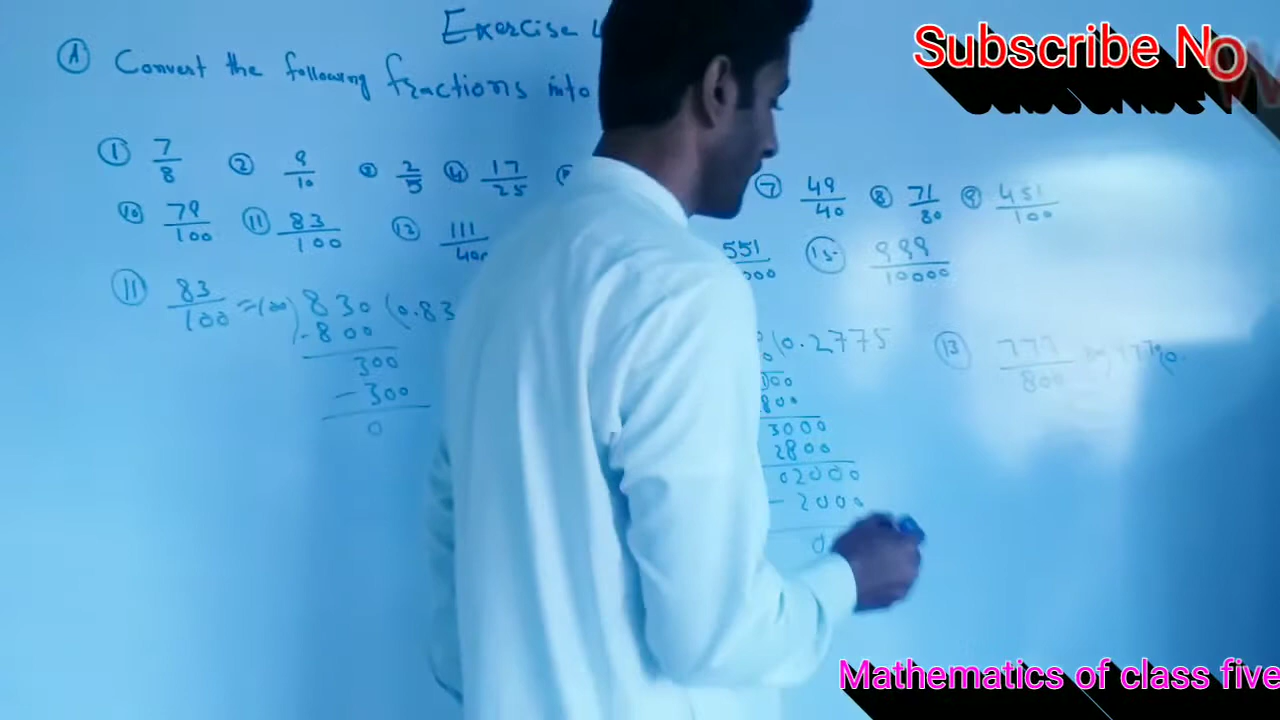 Exercise
Subscribe No
A Convert the following fractions into
① 7/8 ② 9/10 ③ 2/5 ④ 17/25 ⑦ 49/40 ⑧ 71/80 ⑨ 451/100
⑩ 79/100 ⑪ 83/100 ⑫ 111/400 551 ⑮ 999/10000
⑪ 83/100 = 100) 830 (0.83
-800
300
-300
0
(0.2775
800
3000
2800
02000
- 2000
0
⑬ 777/800
Mathematics of class five